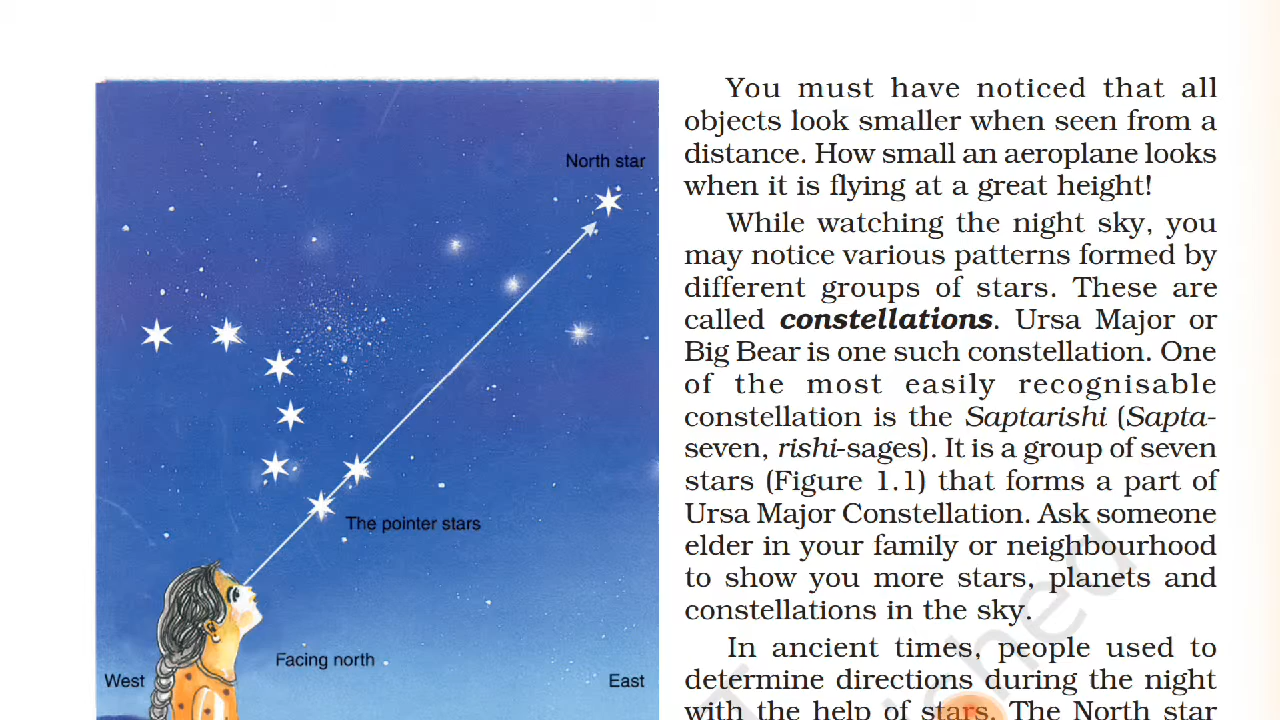 North star
The pointer stars
Facing north
West
East
You must have noticed that all
objects look smaller when seen from a
distance. How small an aeroplane looks
when it is flying at a great height!
While watching the night sky, you
may notice various patterns formed by
different groups of stars. These are
called constellations. Ursa Major or
Big Bear is one such constellation. One
of the most easily recognisable
constellation is the Saptarishi (Sapta-
seven, rishi-sages). It is a group of seven
stars (Figure 1.1) that forms a part of
Ursa Major Constellation. Ask someone
elder in your family or neighbourhood
to show you more stars, planets and
constellations in the sky.
In ancient times, people used to
determine directions during the night
with the help of stars. The North star